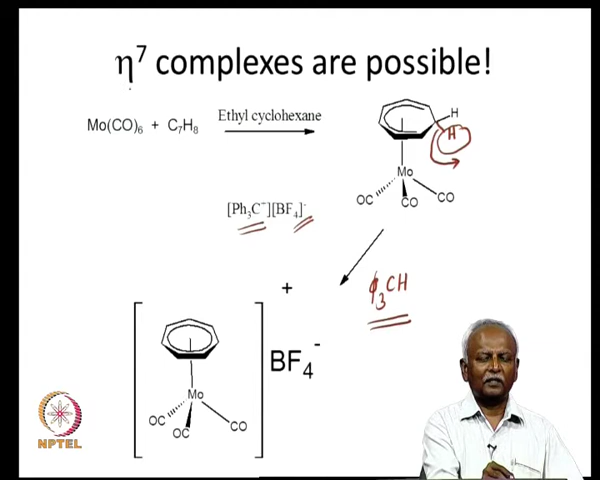 η⁷ complexes are possible!
Mo(CO)₆ + C₇H₈
Ethyl cyclohexane
H
H
Mo
OC
CO
CO
[Ph₃C⁻][BF₄]⁻
ϕ₃CH
+
BF₄⁻
Mo
OC
OC
CO
NPTEL